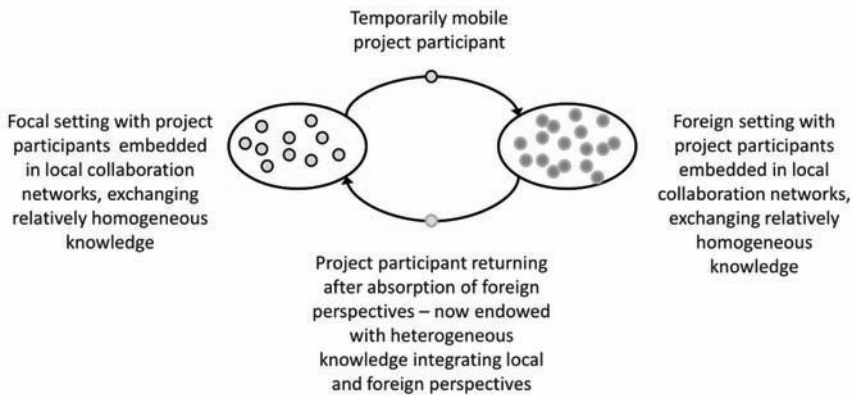 Temporarily mobile
project participant
Focal setting with project
participants embedded
in local collaboration
networks, exchanging
relatively homogeneous
knowledge
Foreign setting with
project participants
embedded in local
collaboration networks,
exchanging relatively
homogeneous
knowledge
Project participant returning
after absorption of foreign
perspectives – now endowed
with heterogeneous
knowledge integrating local
and foreign perspectives